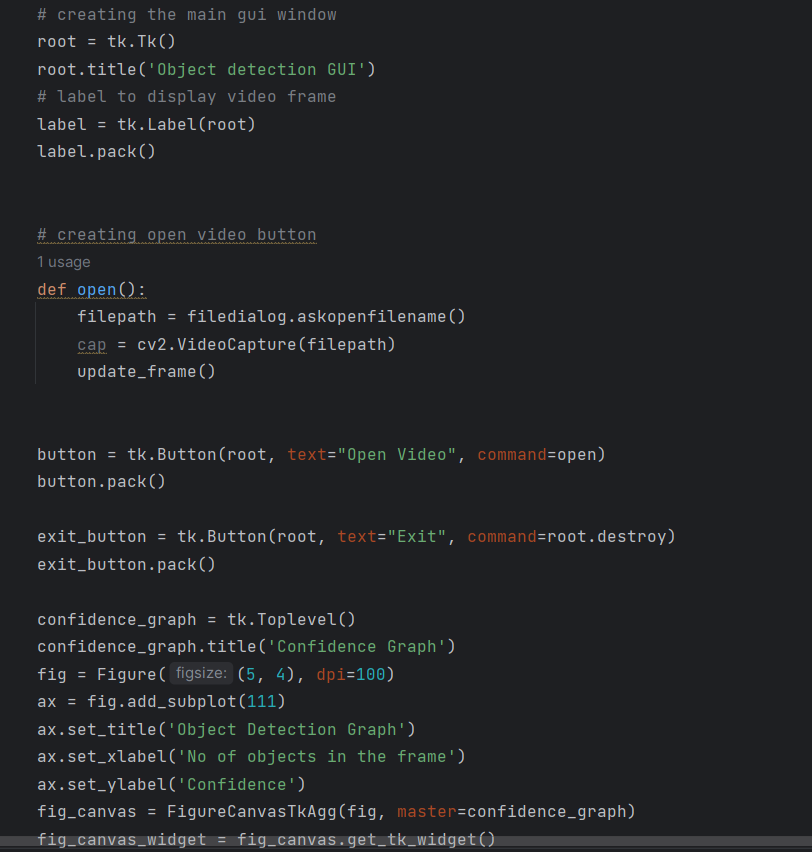 # creating the main gui window
root = tk.Tk()
root.title('Object detection GUI')
# label to display video frame
label = tk.Label(root)
label.pack()
# creating open video button
1 usage
def open():
    filepath = filedialog.askopenfilename()
    cap = cv2.VideoCapture(filepath)
    update_frame()
button = tk.Button(root, text="Open Video", command=open)
button.pack()
exit_button = tk.Button(root, text="Exit", command=root.destroy)
exit_button.pack()
confidence_graph = tk.Toplevel()
confidence_graph.title('Confidence Graph')
fig = Figure( figsize: (5, 4), dpi=100)
ax = fig.add_subplot(111)
ax.set_title('Object Detection Graph')
ax.set_xlabel('No of objects in the frame')
ax.set_ylabel('Confidence')
fig_canvas = FigureCanvasTkAgg(fig, master=confidence_graph)
fig_canvas_widget = fig_canvas.get_tk_widget()